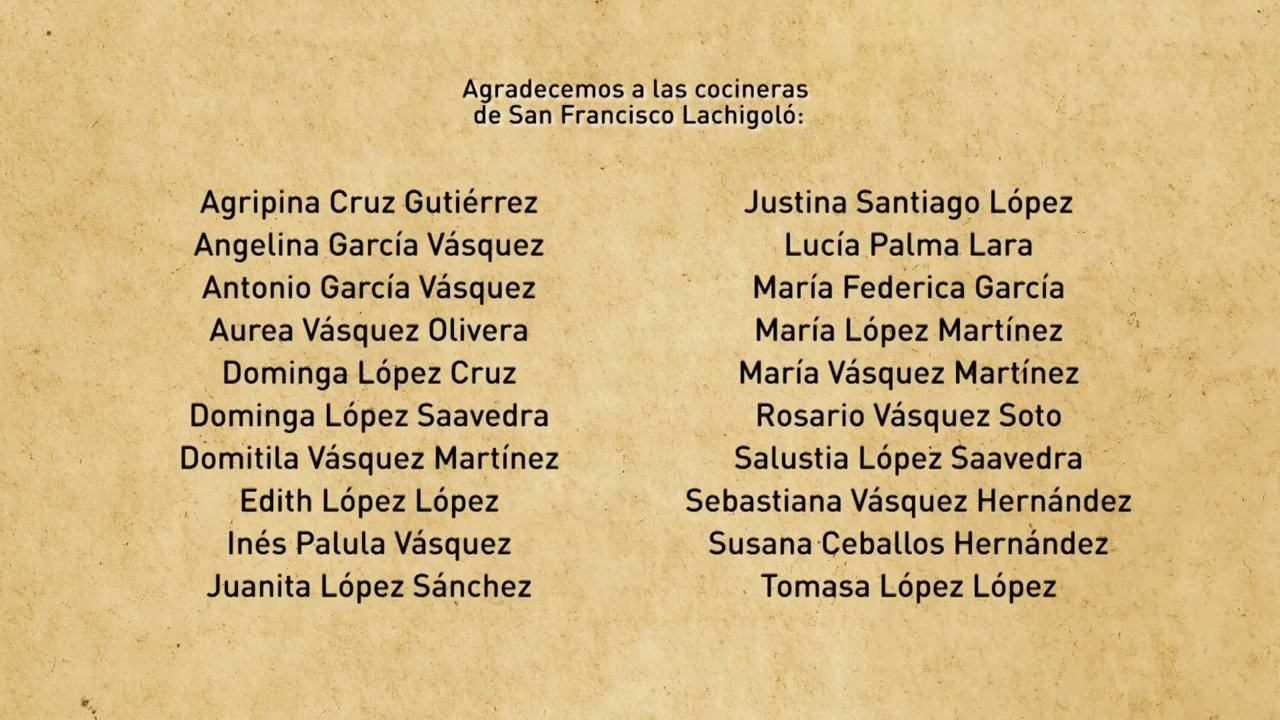 Agradecemos a las cocineras
de San Francisco Lachigoló:
Agripina Cruz Gutiérrez
Angelina García Vásquez
Antonio García Vásquez
Aurea Vásquez Olivera
Dominga López Cruz
Dominga López Saavedra
Domitila Vásquez Martínez
Edith López López
Inés Palula Vásquez
Juanita López Sánchez
Justina Santiago López
Lucía Palma Lara
María Federica García
María López Martínez
María Vásquez Martínez
Rosario Vásquez Soto
Salustia López Saavedra
Sebastiana Vásquez Hernández
Susana Ceballos Hernández
Tomasa López López